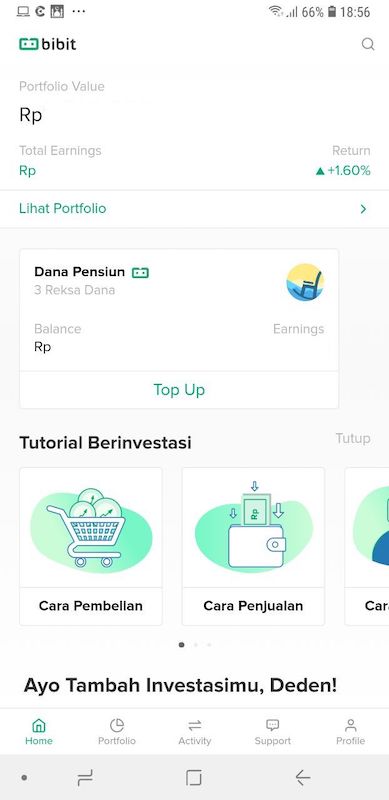 66% 18:56
bibit
Portfolio Value
Rp
Total Earnings Return
Rp ▲+1.60%
Lihat Portfolio
Dana Pensiun
3 Reksa Dana
Balance Earnings
Rp
Top Up
Tutorial Berinvestasi Tutup
Rp
Cara Pembelian Cara Penjualan Car
Ayo Tambah Investasimu, Deden!
Home Portfolio Activity Support Profile